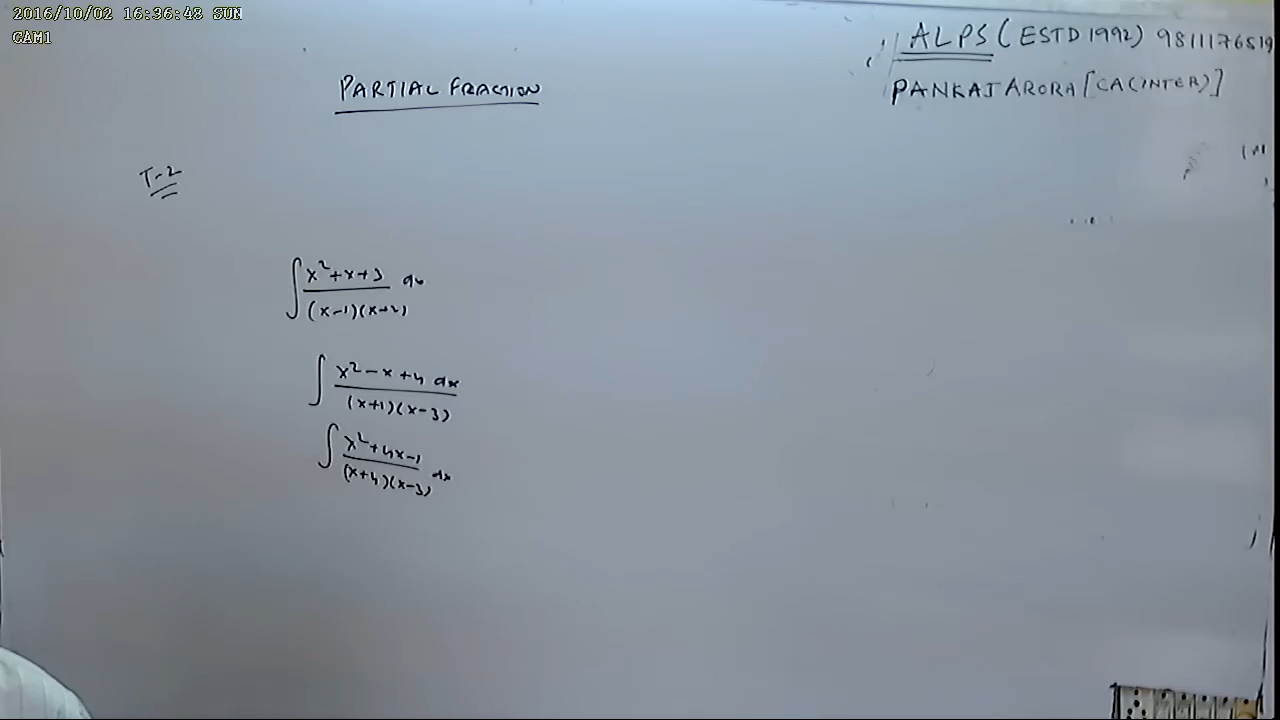 2016/10/02 16:36:43 SUN
CAM1
ALPS (ESTD 1992) 9811176519
PANKAJ ARORA [CA(INTER)]
PARTIAL FRACTION
T-2
∫ x²+x+3 / (x-1)(x+2) dx
∫ x²-x+4 dx / (x+1)(x-3)
∫ x²+4x-1 / (x+4)(x-3) dx